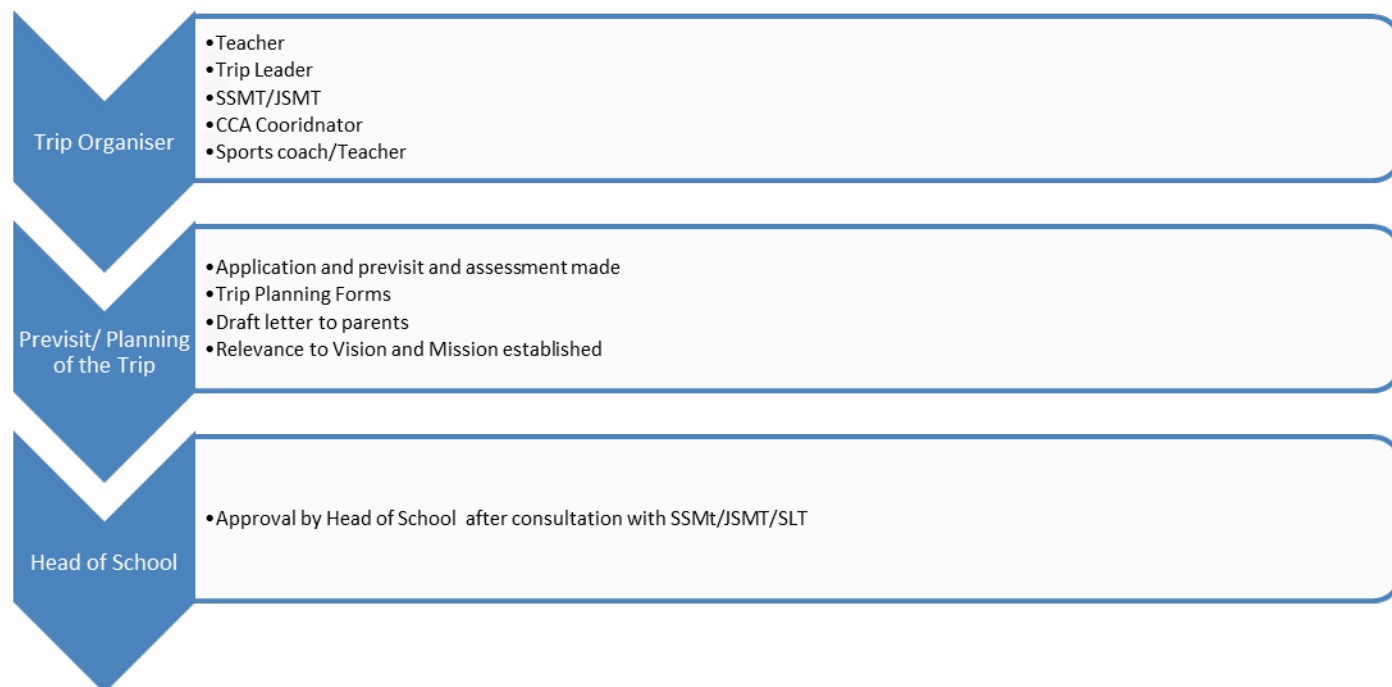 Trip Organiser
•Teacher
•Trip Leader
•SSMT/JSMT
•CCA Cooridnator
•Sports coach/Teacher
Previsit/ Planning
of the Trip
•Application and previsit and assessment made
•Trip Planning Forms
•Draft letter to parents
•Relevance to Vision and Mission established
Head of School
•Approval by Head of School after consultation with SSMt/JSMT/SLT